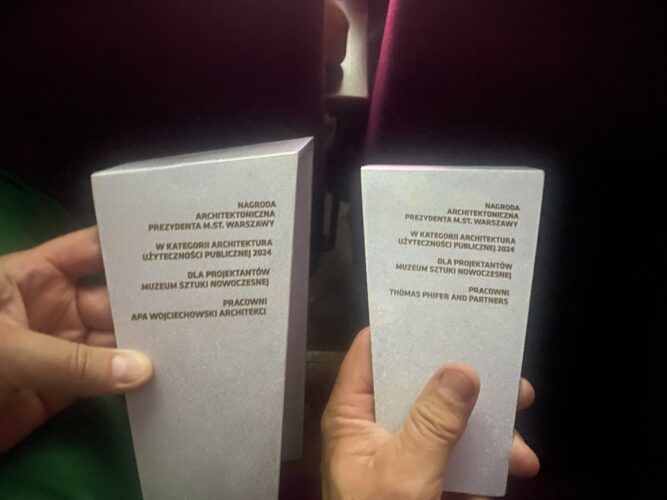 NAGRODA
ARCHITEKTONICZNA
PREZYDENTA M.ST. WARSZAWY
W KATEGORII ARCHITEKTURA
UŻYTECZNOŚCI PUBLICZNEJ 2024
DLA PROJEKTANTÓW
MUZEUM SZTUKI NOWOCZESNEJ
PRACOWNI
APA WOJCIECHOWSKI ARCHITEKCI
NAGRODA
ARCHITEKTONICZNA
PREZYDENTA M.ST. WARSZAWY
W KATEGORII ARCHITEKTURA
UŻYTECZNOŚCI PUBLICZNEJ 2024
DLA PROJEKTANTÓW
MUZEUM SZTUKI NOWOCZESNEJ
PRACOWNI
THOMAS PHIFER AND PARTNERS